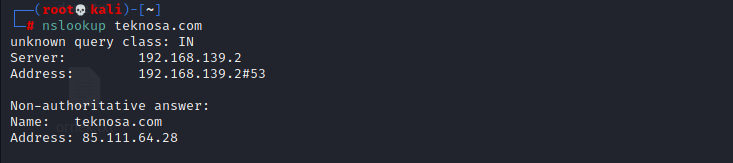 (root💀kali)-[~]
# nslookup teknosa.com
unknown query class: IN
Server: 192.168.139.2
Address: 192.168.139.2#53
Non-authoritative answer:
Name: teknosa.com
Address: 85.111.64.28